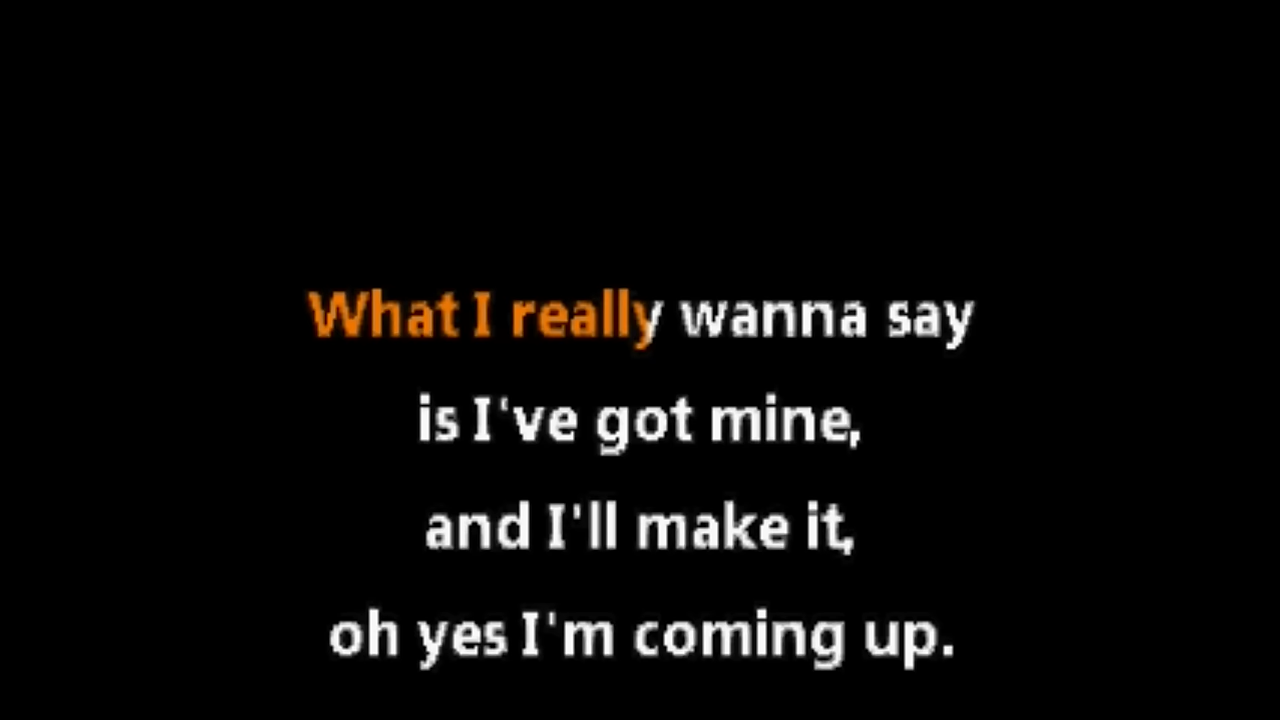 What I really wanna say
is I've got mine,
and I'll make it,
oh yes I'm coming up.